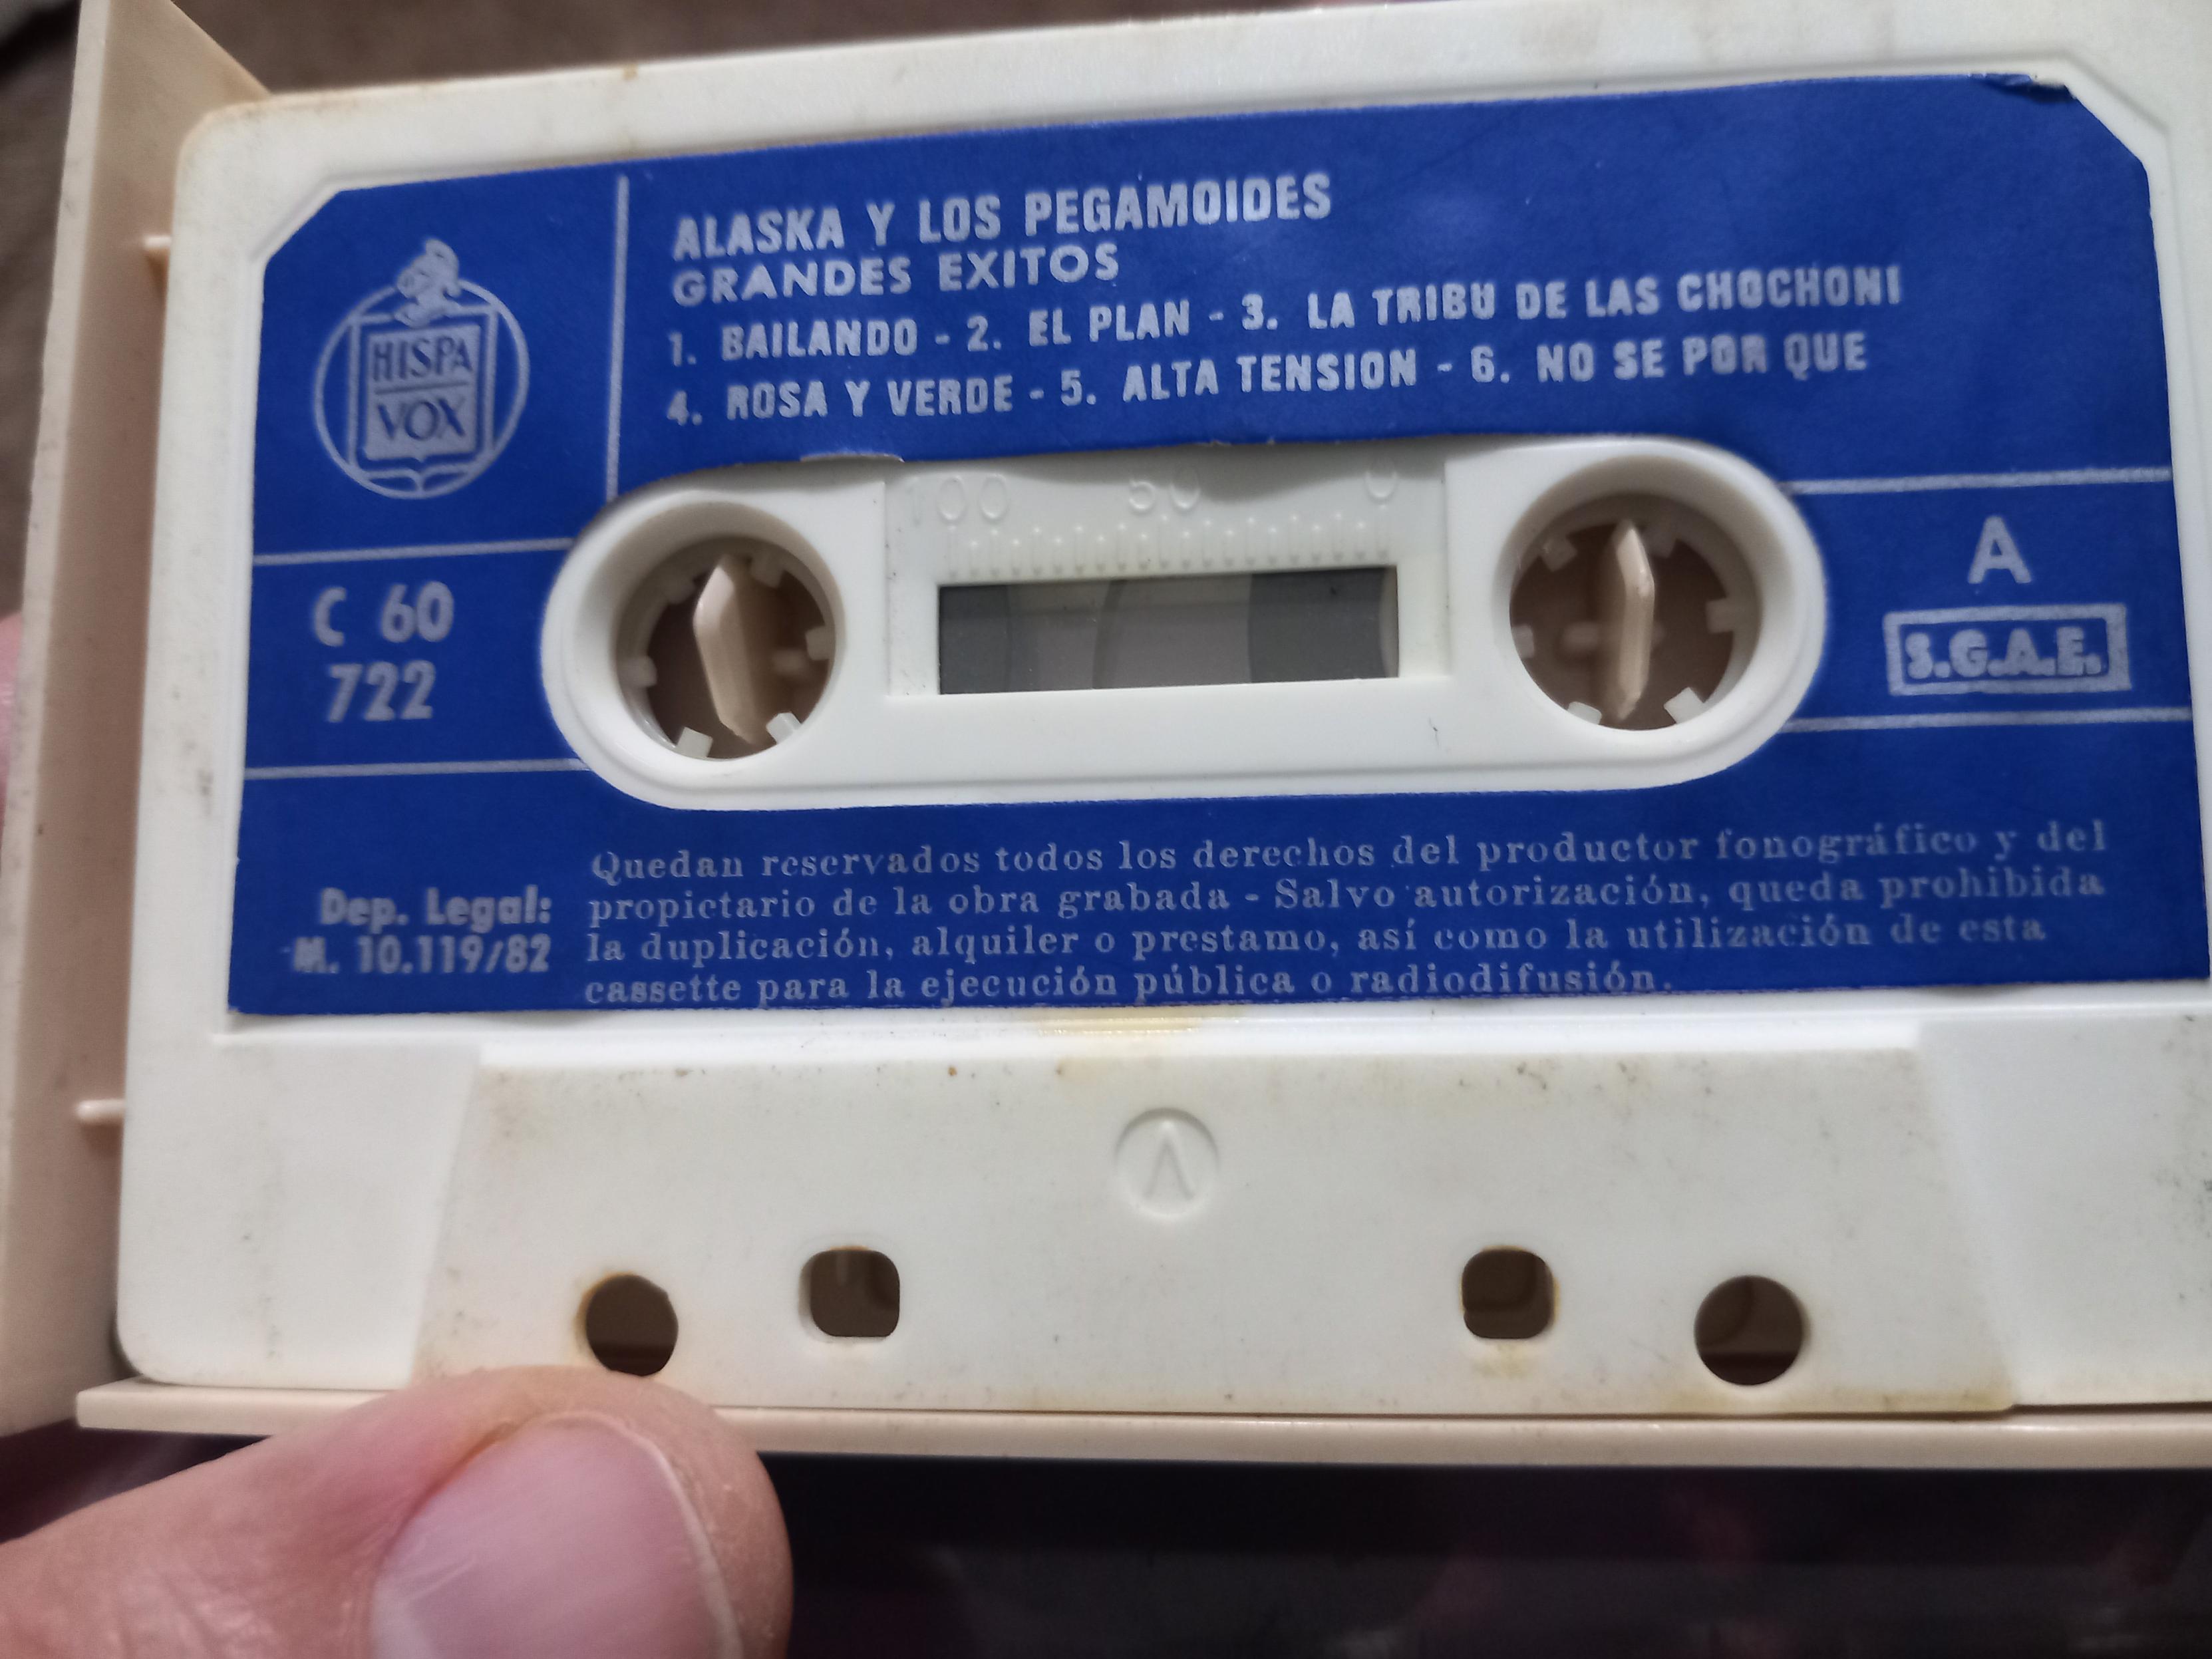 HISPA
VOX
ALASKA Y LOS PEGAMOIDES
GRANDES EXITOS
1. BAILANDO - 2. EL PLAN - 3. LA TRIBU DE LAS CHOCHONI
4. ROSA Y VERDE - 5. ALTA TENSION - 6. NO SE POR QUE
100 50 0
C 60
722
A
S.G.A.E.
Dep. Legal:
M. 10.119/82
Quedan reservados todos los derechos del productor fonográfico y del
propietario de la obra grabada - Salvo autorización, queda prohibida
la duplicación, alquiler o prestamo, así como la utilización de esta
cassette para la ejecución pública o radiodifusión.